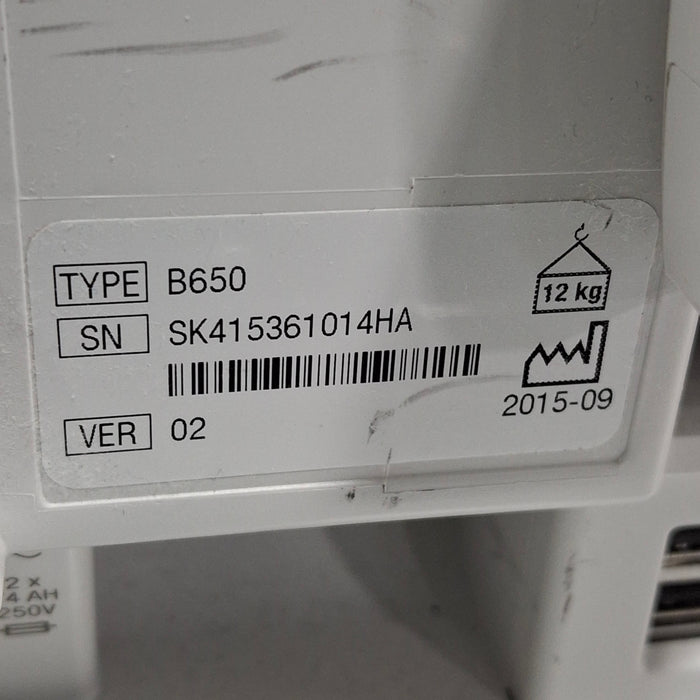 TYPE B650
12 kg
SN SK415361014HA
2015-09
VER 02
2 x
4 AH
250V